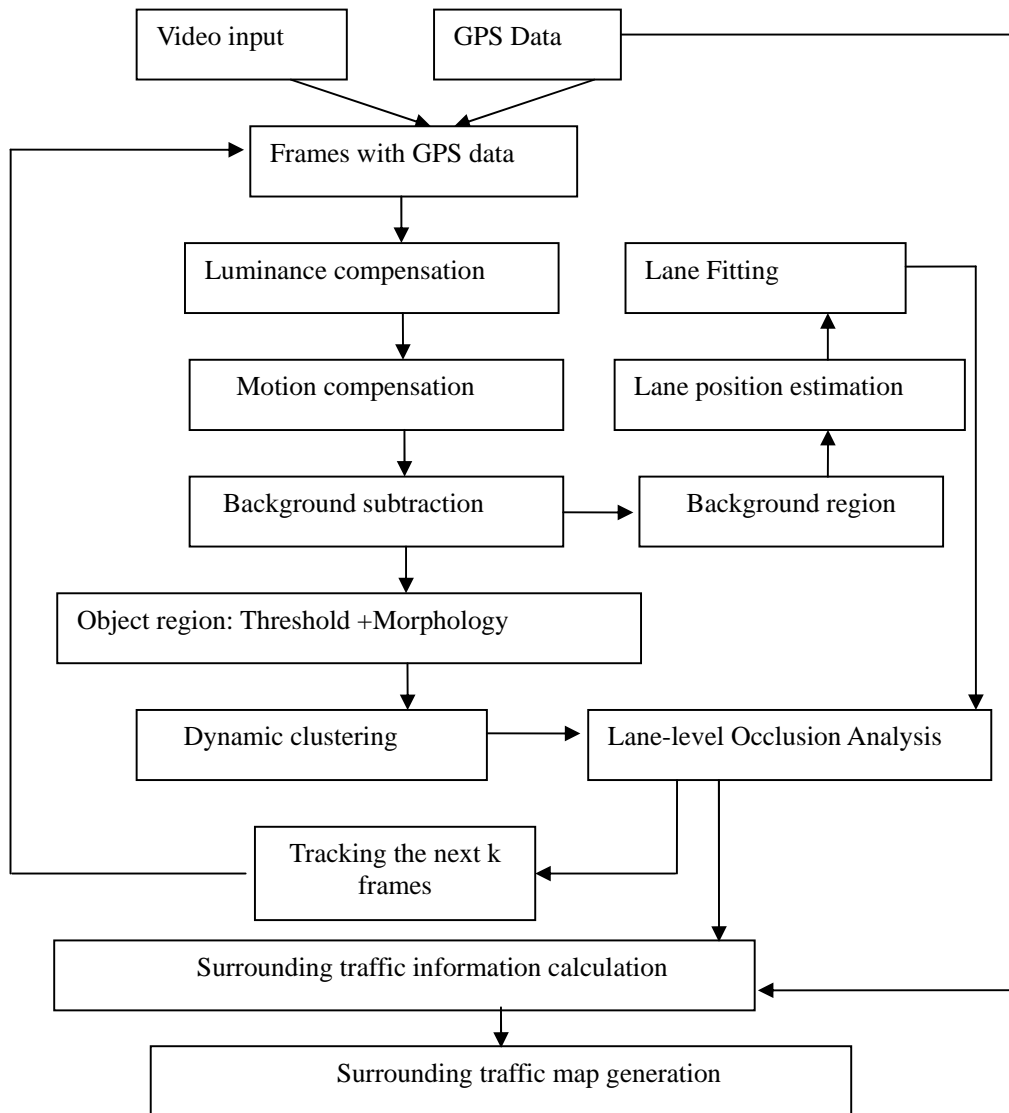 Video input
GPS Data
Frames with GPS data
Luminance compensation
Lane Fitting
Motion compensation
Lane position estimation
Background subtraction
Background region
Object region: Threshold +Morphology
Dynamic clustering
Lane-level Occlusion Analysis
Tracking the next k
frames
Surrounding traffic information calculation
Surrounding traffic map generation